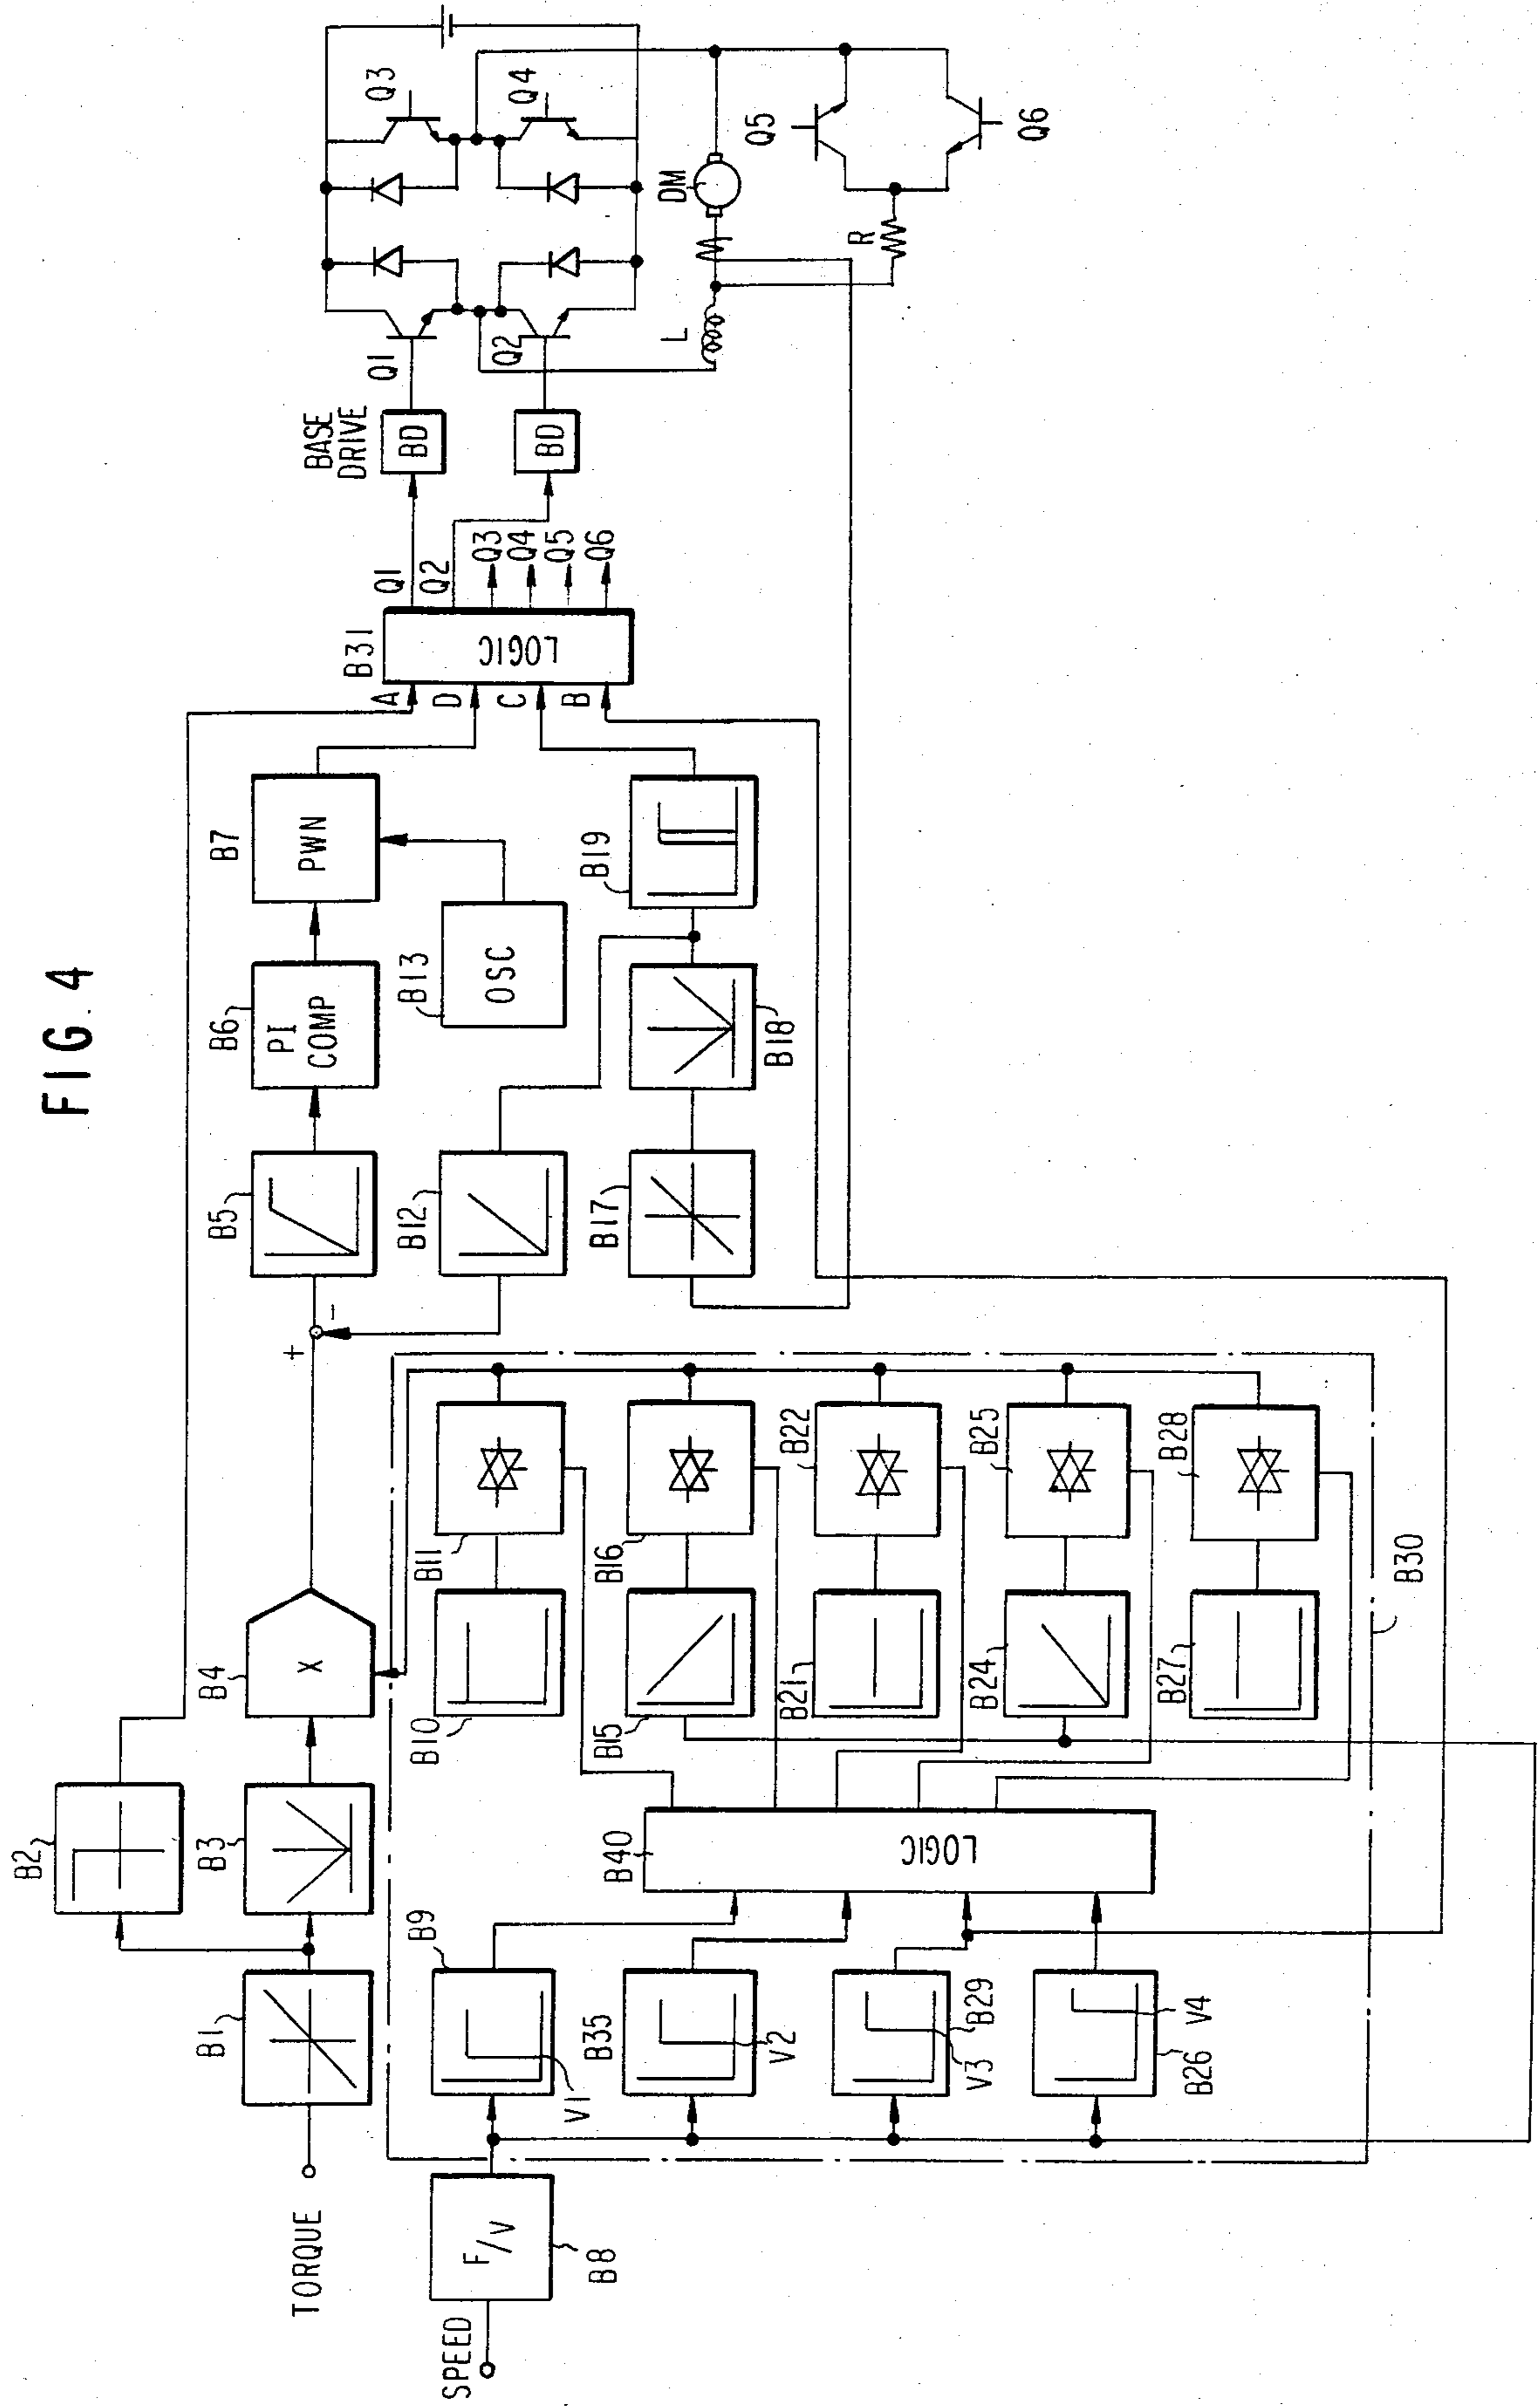 FIG. 4
TORQUE
B1
B2
B3
B4
X
+
-
B5
B6
PI
COMP
B7
PWN
B13
OSC
B12
B17
B18
B19
A
D
C
B
B31
LOGIC
Q1
Q2
Q3
Q4
Q5
Q6
BASE
DRIVE
BD
BD
Q1
Q2
Q3
Q4
L
DM
R
Q5
Q6
SPEED
F/V
B8
B9
V1
B35
V2
B29
V3
B26
V4
B40
LOGIC
B10
B11
B15
B16
B21
B22
B24
B25
B27
B28
B30